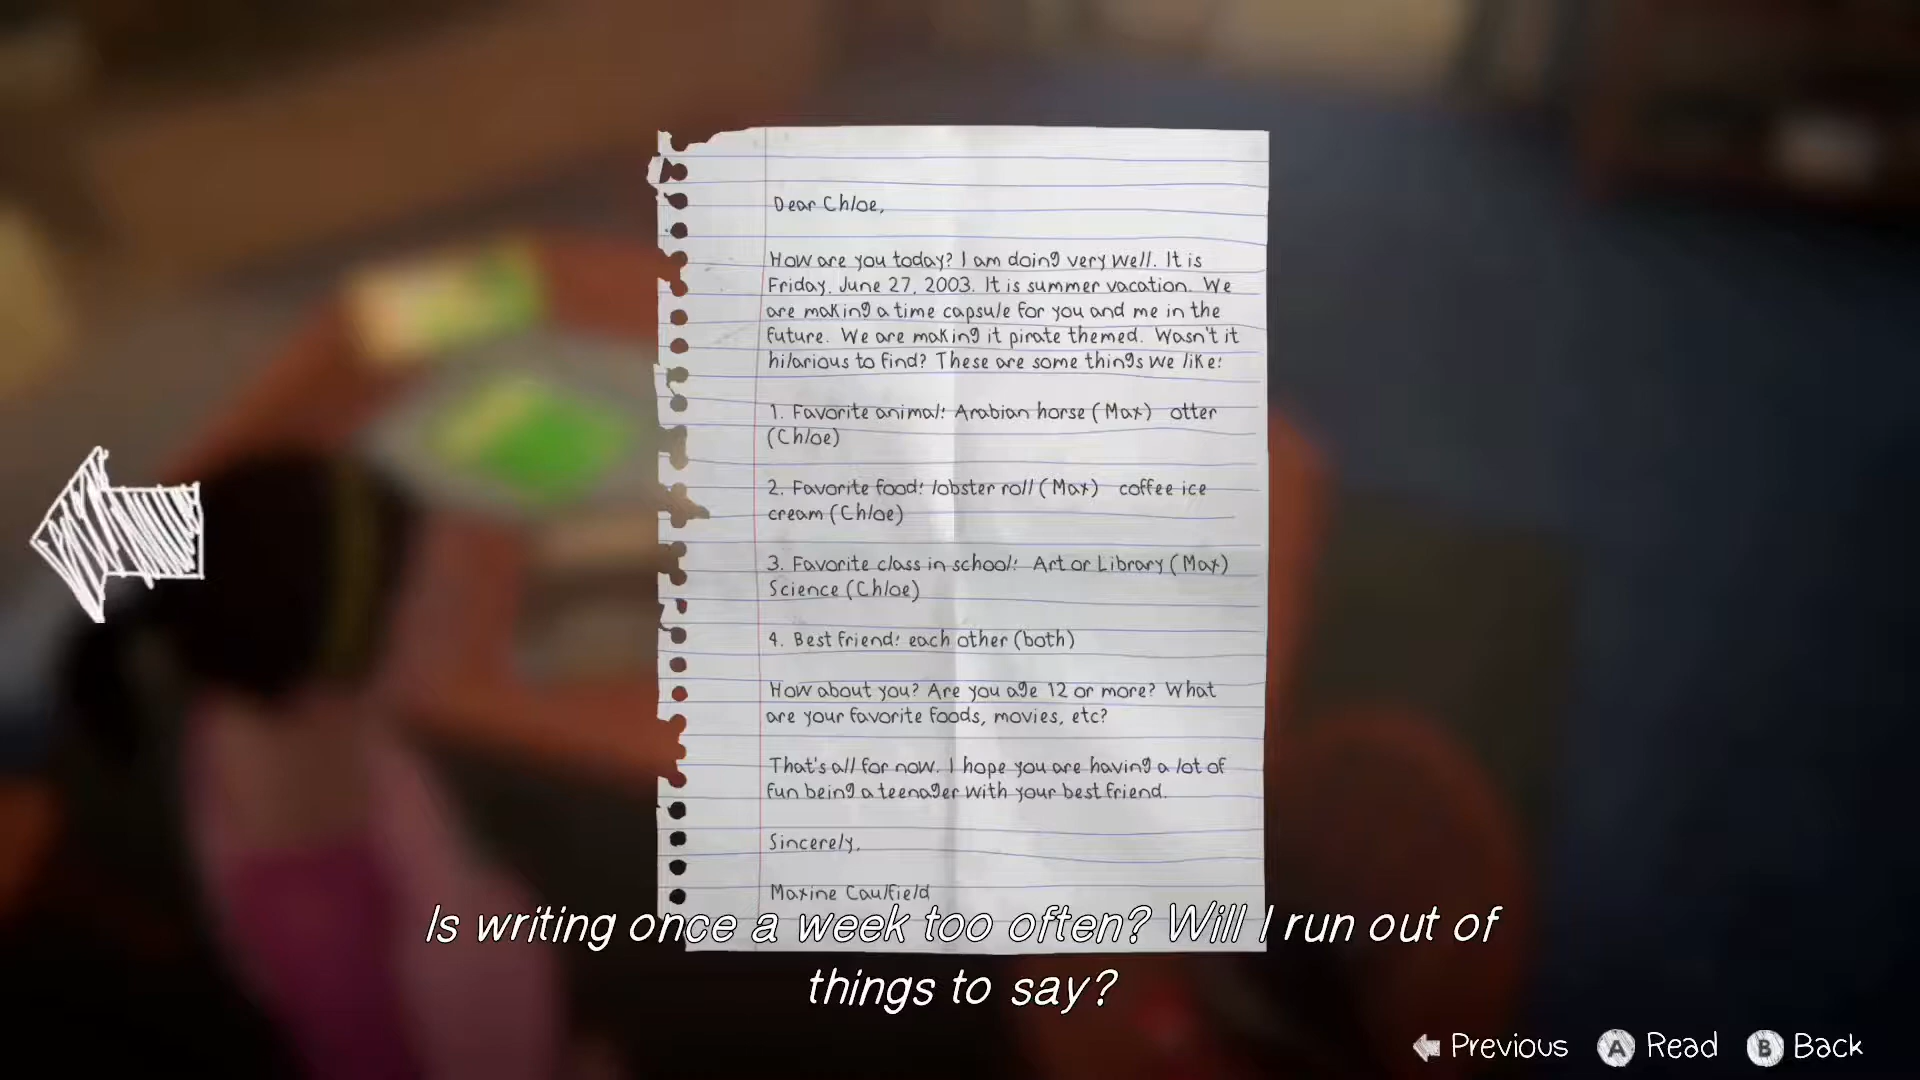 Dear Chloe,
How are you today? I am doing very well. It is
Friday, June 27, 2003. It is summer vacation. We
are making a time capsule for you and me in the
future. We are making it pirate themed. Wasn't it
hilarious to find? These are some things we like:
1. Favorite animal: Arabian horse (Max) otter
(Chloe)
2. Favorite food: lobster roll (Max) coffee ice
cream (Chloe)
3. Favorite class in school: Art or Library (Max)
Science (Chloe)
4. Best friend: each other (both)
How about you? Are you age 12 or more? What
are your favorite foods, movies, etc?
That's all for now. I hope you are having a lot of
fun being a teenager with your best friend.
Sincerely,
Maxine Caulfield
Is writing once a week too often? Will I run out of
things to say?
Previous A Read B Back